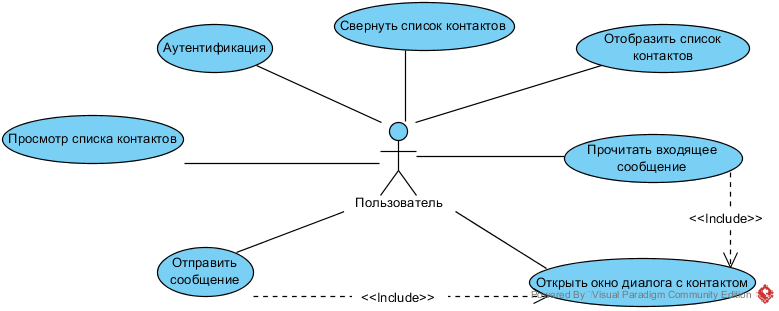 Свернуть список контактов
Аутентификация
Отобразить список
контактов
Просмотр списка контактов
Прочитать входящее
сообщение
Пользователь
<<Include>>
Отправить
сообщение
Открыть окно диалога с контактом
<<Include>>
Powered By Visual Paradigm Community Edition